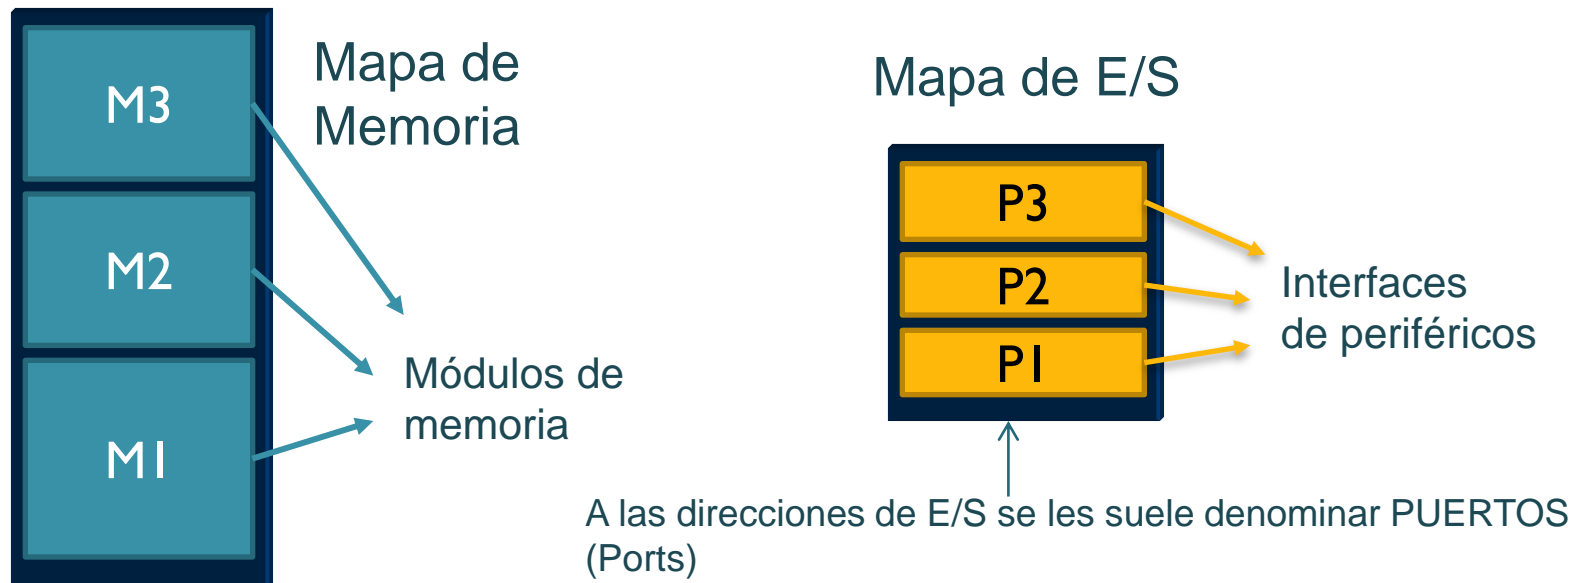 M3
M2
M1
Mapa de
Memoria
Módulos de
memoria
Mapa de E/S
P3
P2
P1
Interfaces
de periféricos
A las direcciones de E/S se les suele denominar PUERTOS
(Ports)